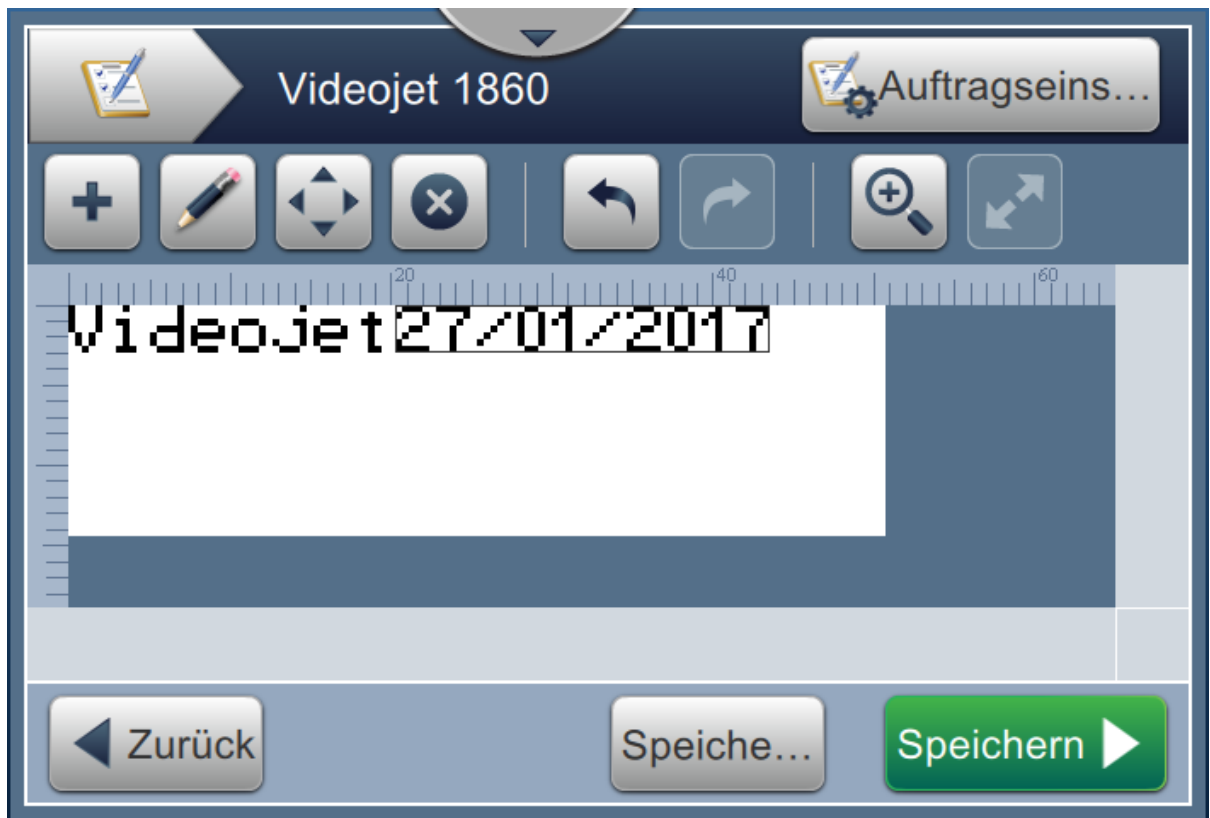 Videojet 1860
Auftragseins...
20 40 60
Videojet27/01/2017
Zurück
Speiche...
Speichern